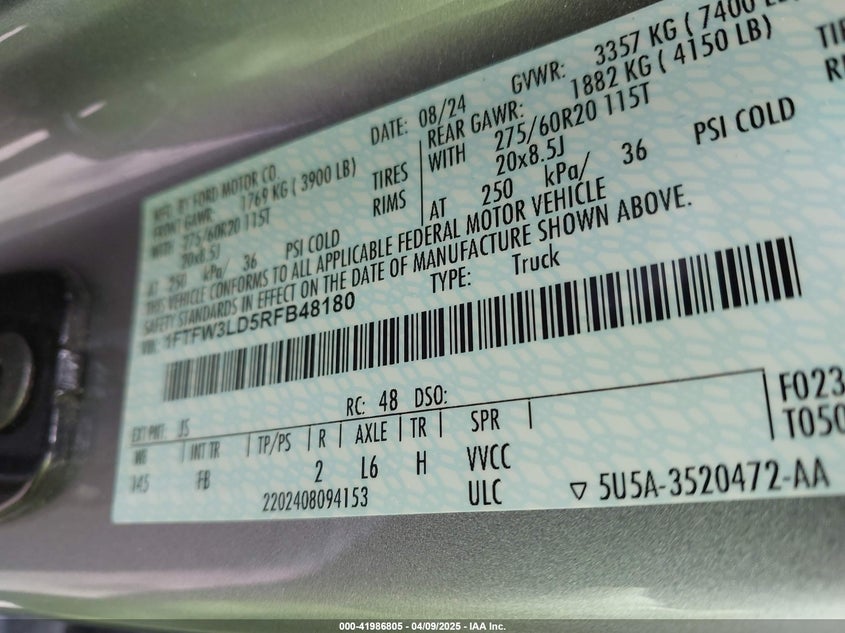 MFG. BY FORD MOTOR CO.
DATE: 08/24
GVWR: 3357 KG ( 7400
FRONT GAWR: 1769 KG ( 3900 LB)
REAR GAWR: 1882 KG ( 4150 LB)
WITH 275/60R20 115T
TIRES
WITH 275/60R20 115T
20x8.5J
RIMS
20x8.5J
AT 250 kPa/ 36 PSI COLD
AT 250 kPa/ 36 PSI COLD
THIS VEHICLE CONFORMS TO ALL APPLICABLE FEDERAL MOTOR VEHICLE
SAFETY STANDARDS IN EFFECT ON THE DATE OF MANUFACTURE SHOWN ABOVE.
VIN: 1FTFW3LD5RFB48180
TYPE: Truck
EXT PNT: JS RC: 48 DSO:
WB INT TR TP/PS R AXLE TR SPR
145 FB 2 L6 H VVCC
2202408094153 ULC
F023
T050
5U5A-3520472-AA
000-41986805 - 04/09/2025 - IAA Inc.